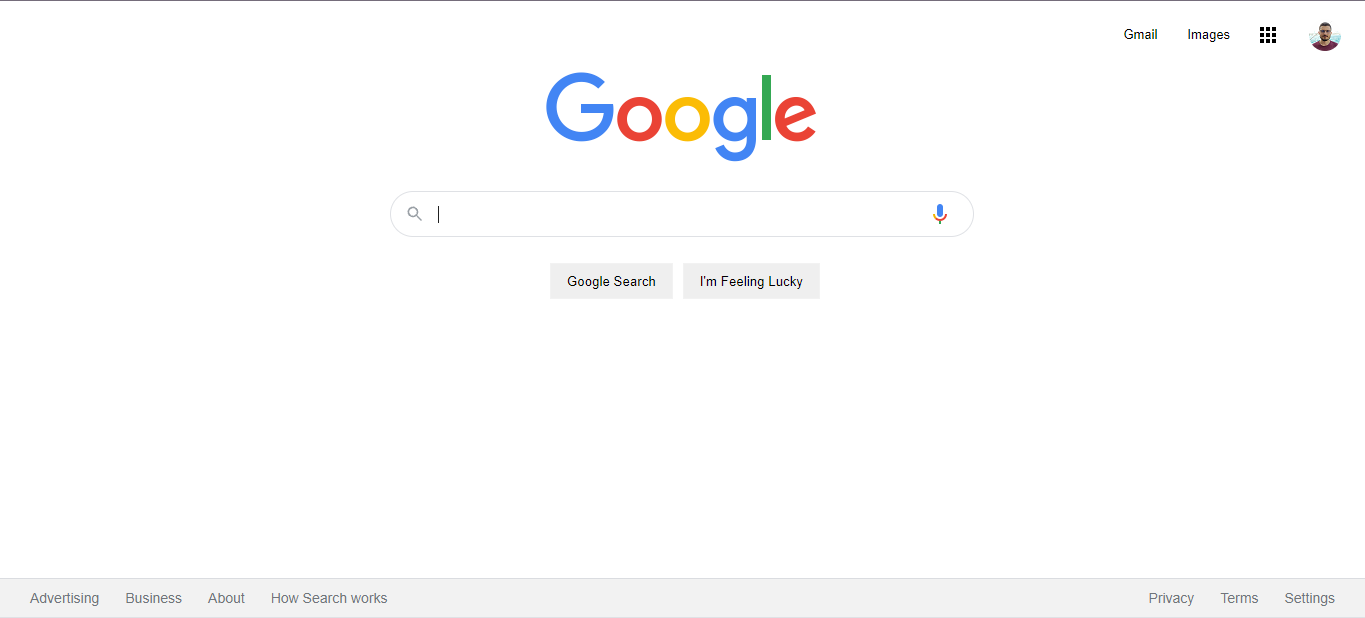 Gmail Images
Google
Google Search I'm Feeling Lucky
Advertising Business About How Search works Privacy Terms Settings